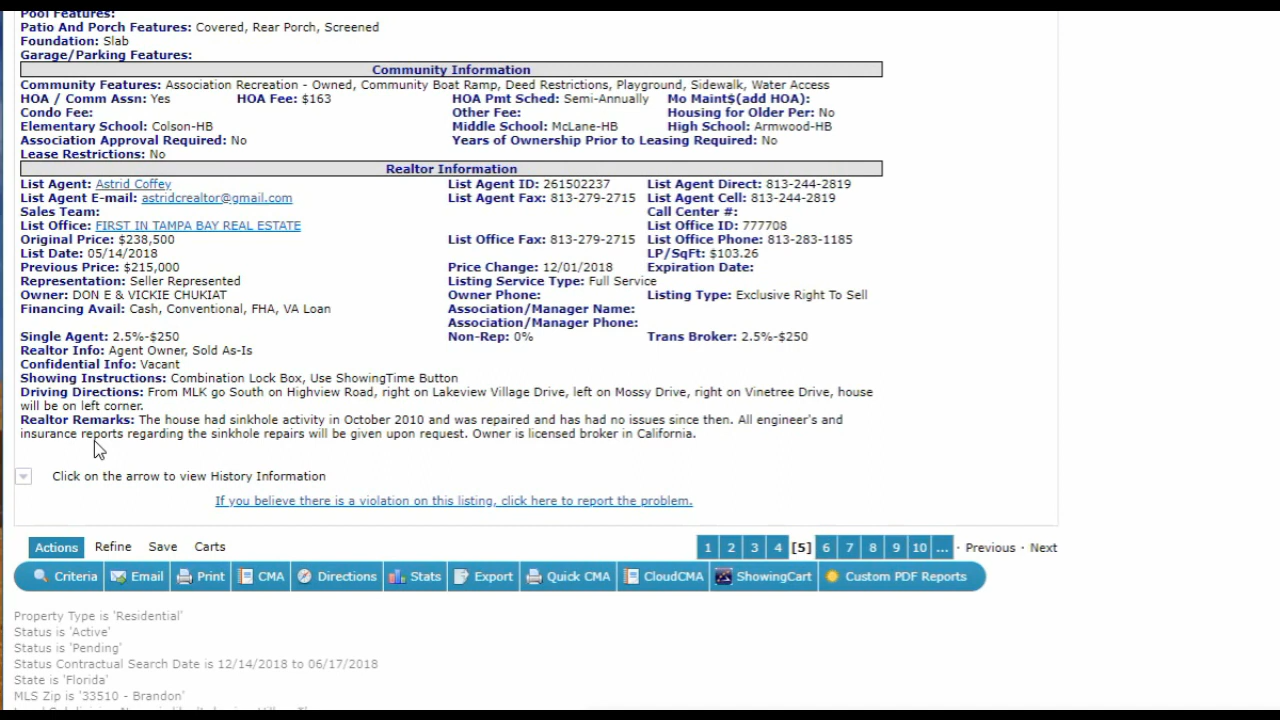 Pool Features:
Patio And Porch Features: Covered, Rear Porch, Screened
Foundation: Slab
Garage/Parking Features:
Community Information
Community Features: Association Recreation - Owned, Community Boat Ramp, Deed Restrictions, Playground, Sidewalk, Water Access
HOA / Comm Assn: Yes HOA Fee: $163 HOA Pmt Sched: Semi-Annually Mo Maint$(add HOA):
Condo Fee: Other Fee: Housing for Older Per: No
Elementary School: Colson-HB Middle School: McLane-HB High School: Armwood-HB
Association Approval Required: No Years of Ownership Prior to Leasing Required: No
Lease Restrictions: No
Realtor Information
List Agent: Astrid Coffey List Agent ID: 261502237 List Agent Direct: 813-244-2819
List Agent E-mail: astridcrealtor@gmail.com List Agent Fax: 813-279-2715 List Agent Cell: 813-244-2819
Sales Team: Call Center #:
List Office: FIRST IN TAMPA BAY REAL ESTATE List Office ID: 777708
Original Price: $238,500 List Office Fax: 813-279-2715 List Office Phone: 813-283-1185
List Date: 05/14/2018 LP/SqFt: $103.26
Previous Price: $215,000 Price Change: 12/01/2018 Expiration Date:
Representation: Seller Represented Listing Service Type: Full Service
Owner: DON E & VICKIE CHUKIAT Owner Phone: Listing Type: Exclusive Right To Sell
Financing Avail: Cash, Conventional, FHA, VA Loan Association/Manager Name:
Association/Manager Phone:
Single Agent: 2.5%-$250 Non-Rep: 0% Trans Broker: 2.5%-$250
Realtor Info: Agent Owner, Sold As-Is
Confidential Info: Vacant
Showing Instructions: Combination Lock Box, Use ShowingTime Button
Driving Directions: From MLK go South on Highview Road, right on Lakeview Village Drive, left on Mossy Drive, right on Vinetree Drive, house
will be on left corner.
Realtor Remarks: The house had sinkhole activity in October 2010 and was repaired and has had no issues since then. All engineer's and
insurance reports regarding the sinkhole repairs will be given upon request. Owner is licensed broker in California.
Click on the arrow to view History Information
If you believe there is a violation on this listing, click here to report the problem.
Actions Refine Save Carts 1 2 3 4 [5] 6 7 8 9 10 ... · Previous · Next
Criteria Email Print CMA Directions Stats Export Quick CMA CloudCMA ShowingCart Custom PDF Reports
Property Type is 'Residential'
Status is 'Active'
Status is 'Pending'
Status Contractual Search Date is 12/14/2018 to 06/17/2018
State is 'Florida'
MLS Zip is '33510 - Brandon'